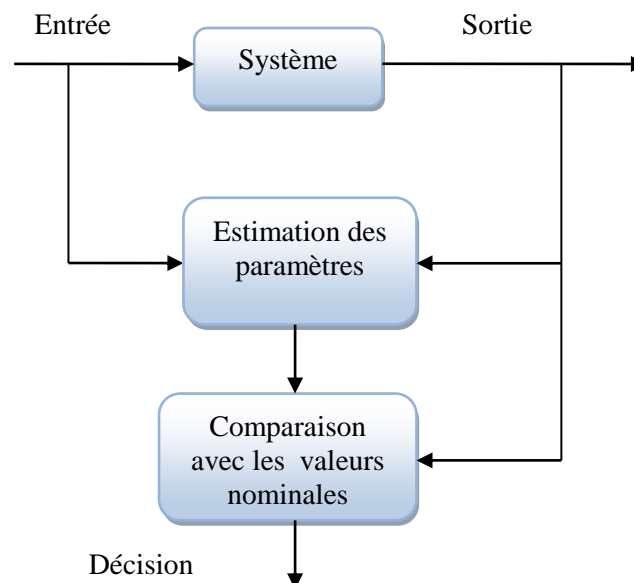 Entrée
Sortie
Système
Estimation des
paramètres
Comparaison
avec les valeurs
nominales
Décision